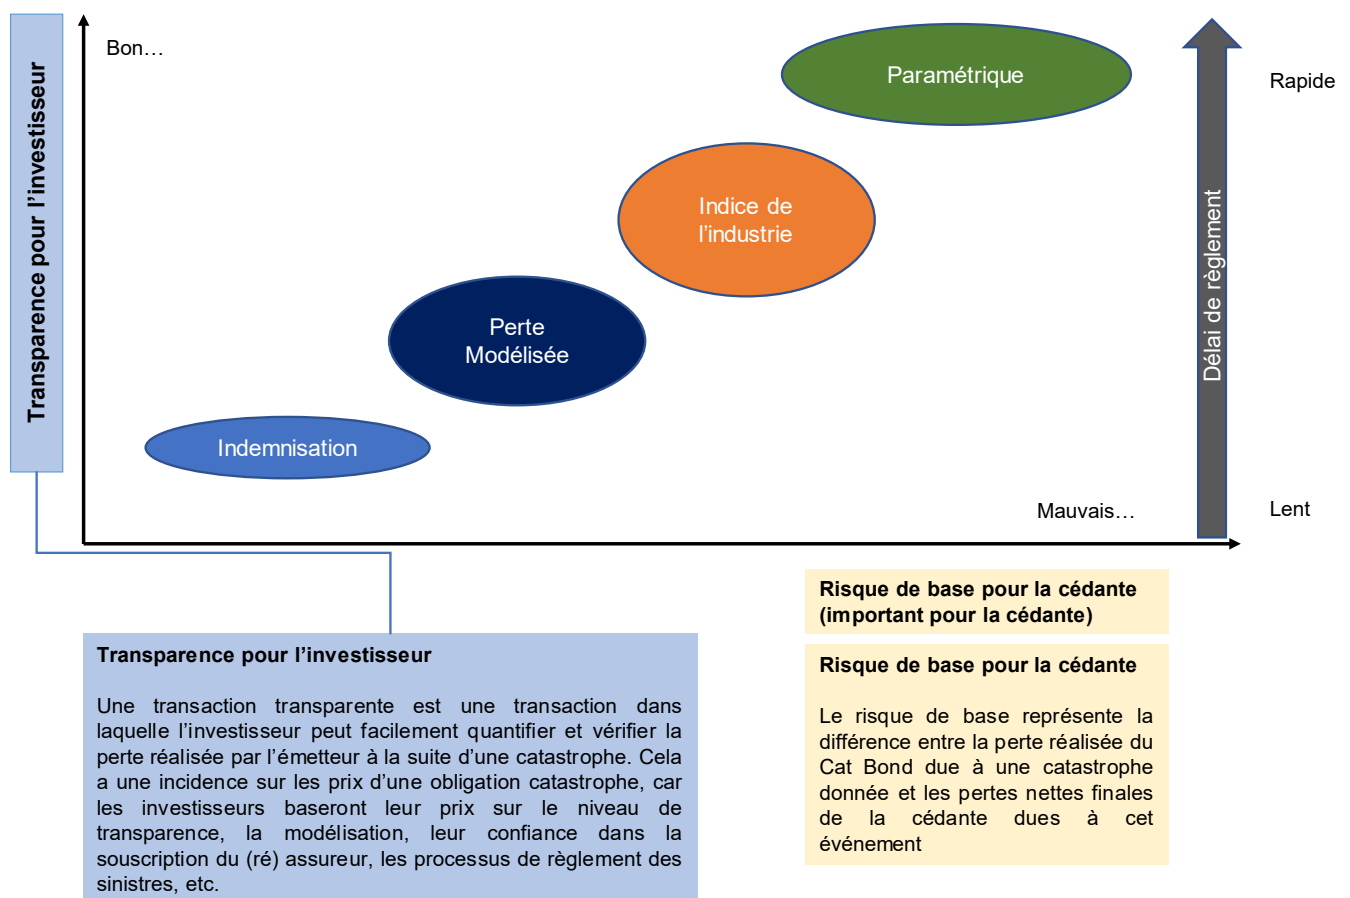 Transparence pour l’investisseur
Bon…
Paramétrique
Rapide
Indice de
l’industrie
Délai de règlement
Perte
Modélisée
Indemnisation
Mauvais…
Lent
Risque de base pour la cédante
(important pour la cédante)
Transparence pour l’investisseur
Une transaction transparente est une transaction dans
laquelle l’investisseur peut facilement quantifier et vérifier la
perte réalisée par l’émetteur à la suite d’une catastrophe. Cela
a une incidence sur les prix d’une obligation catastrophe, car
les investisseurs baseront leur prix sur le niveau de
transparence, la modélisation, leur confiance dans la
souscription du (ré) assureur, les processus de règlement des
sinistres, etc.
Risque de base pour la cédante
Le risque de base représente la
différence entre la perte réalisée du
Cat Bond due à une catastrophe
donnée et les pertes nettes finales
de la cédante dues à cet
événement